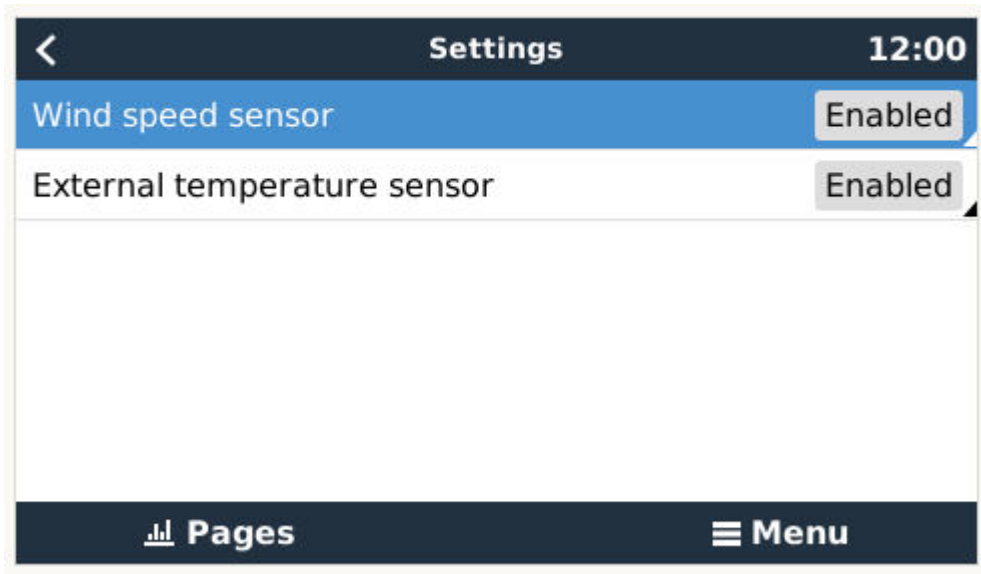 Settings 12:00
Wind speed sensor Enabled
External temperature sensor Enabled
Pages Menu